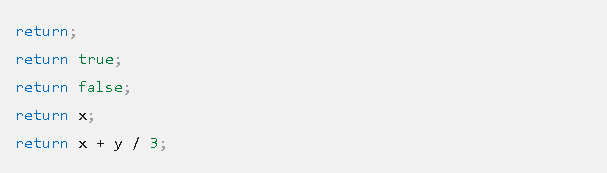 return;
return true;
return false;
return x;
return x + y / 3;